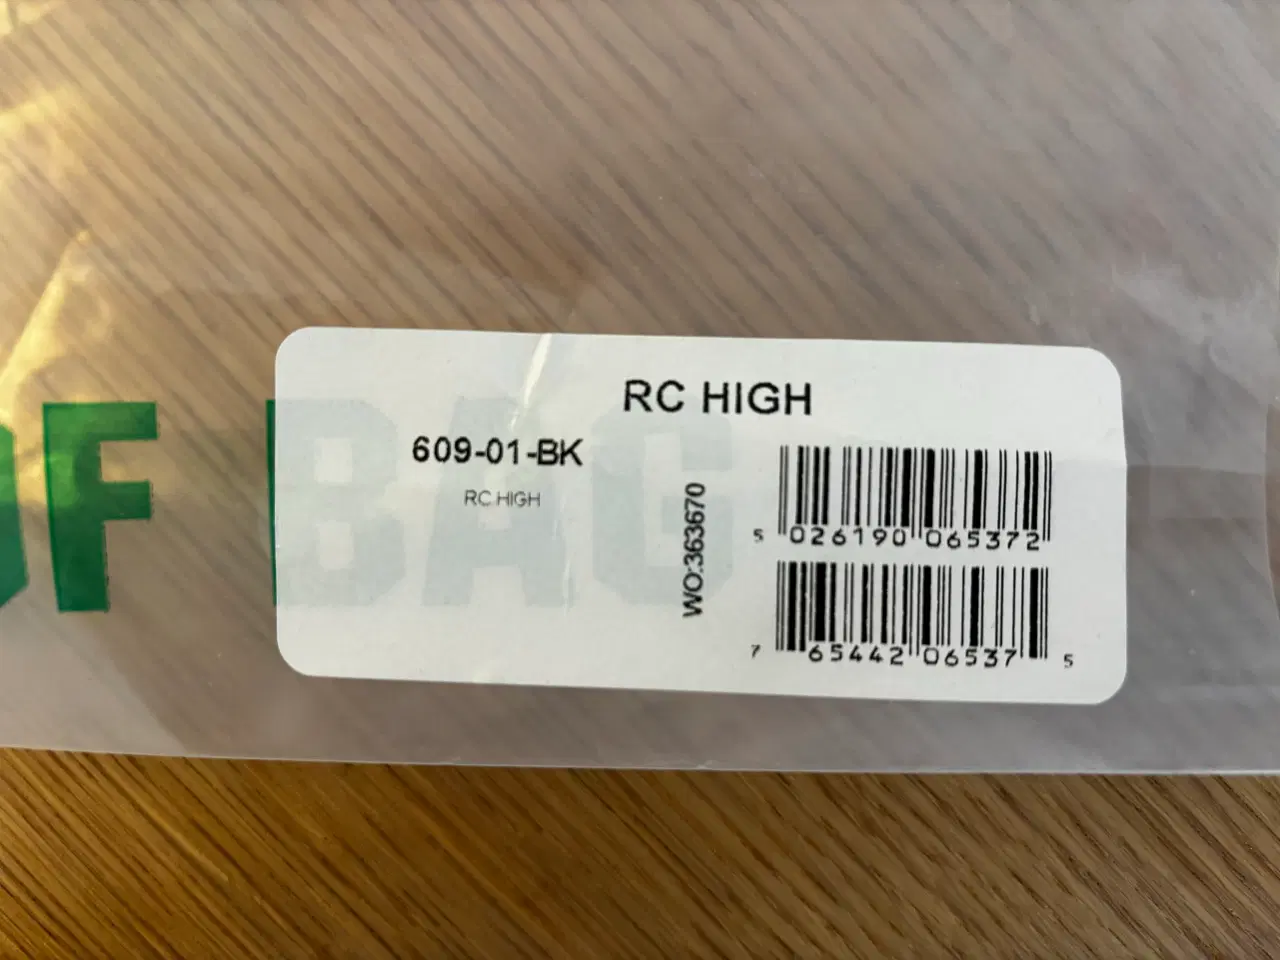 OF BAG
RC HIGH
609-01-BK
RC HIGH
WO:363670
5 026190 065372
7 65442 06537 5